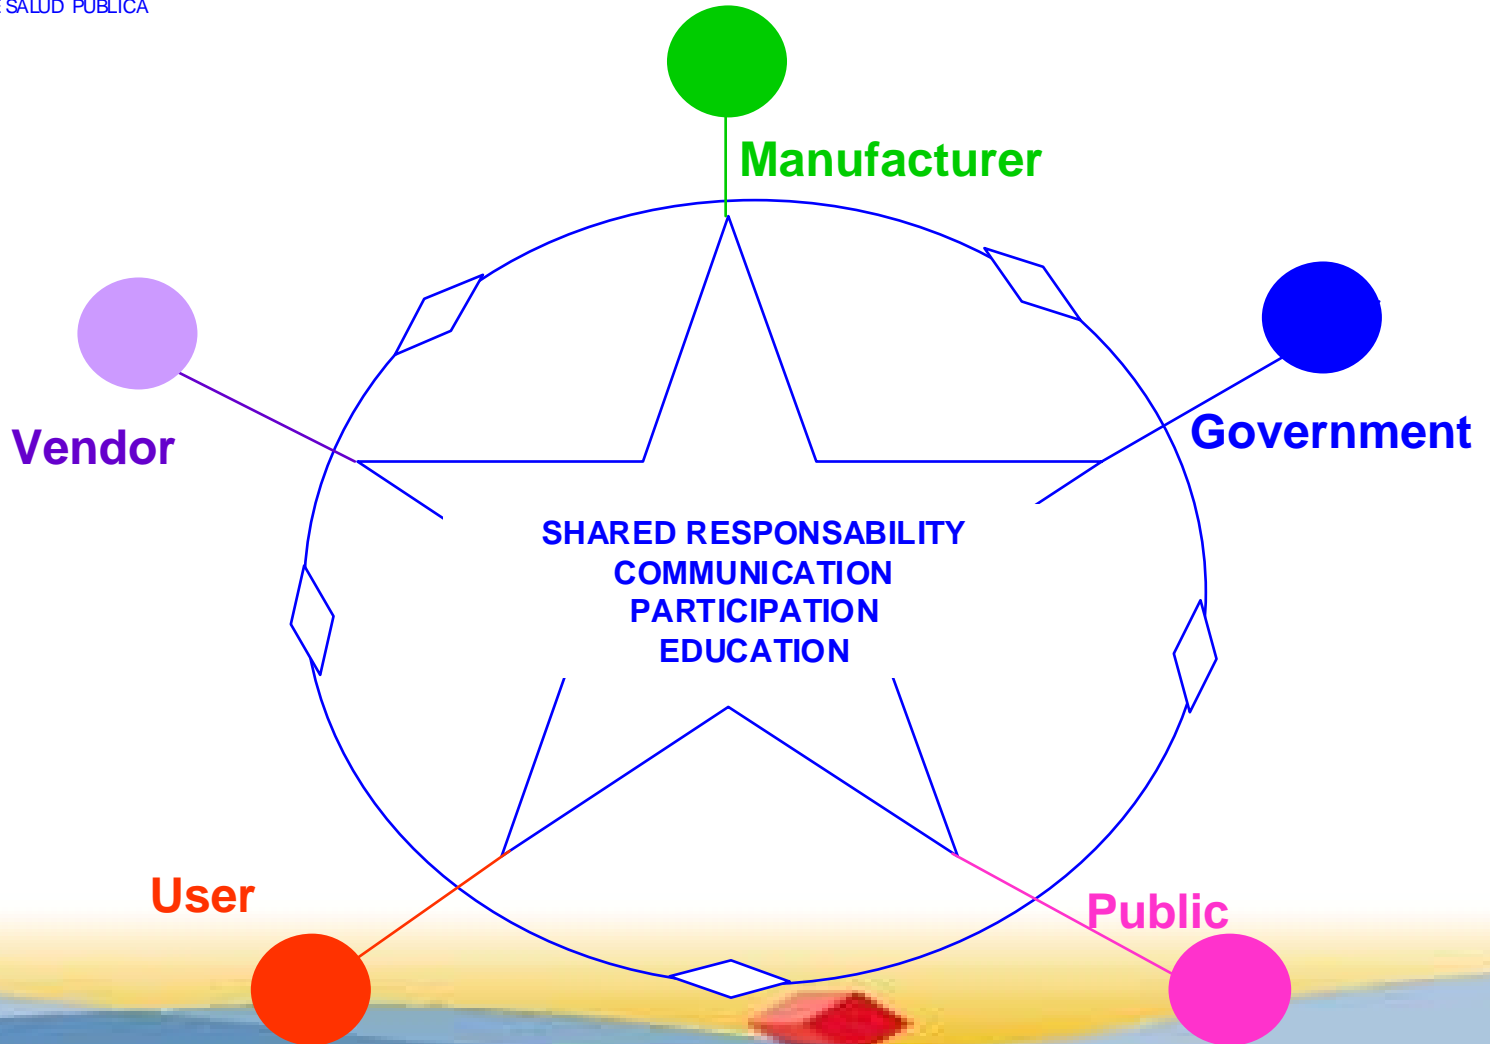 SALUD PUBLICA
Manufacturer
Government
Vendor
SHARED RESPONSABILITY
COMMUNICATION
PARTICIPATION
EDUCATION
User
Public